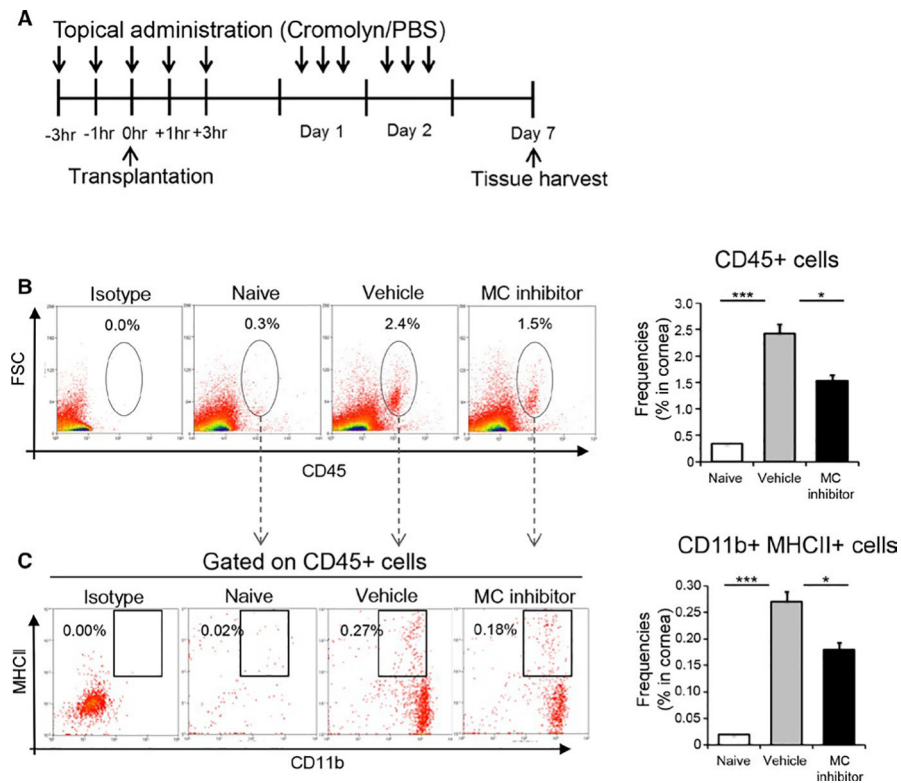 A
Topical administration (Cromolyn/PBS)
-3hr -1hr 0hr +1hr +3hr Day 1 Day 2 Day 7
Transplantation Tissue harvest
B
Isotype Naive Vehicle MC inhibitor
0.0% 0.3% 2.4% 1.5%
FSC
CD45
CD45+ cells
*** *
Frequencies
(% in cornea)
3.0
2.5
2.0
1.5
1.0
0.5
0
Naive Vehicle MC
inhibitor
C
Gated on CD45+ cells
Isotype Naive Vehicle MC inhibitor
0.00% 0.02% 0.27% 0.18%
MHCII
CD11b
CD11b+ MHCII+ cells
*** *
Frequencies
(% in cornea)
0.30
0.25
0.20
0.15
0.10
0.05
0
Naive Vehicle MC
inhibitor